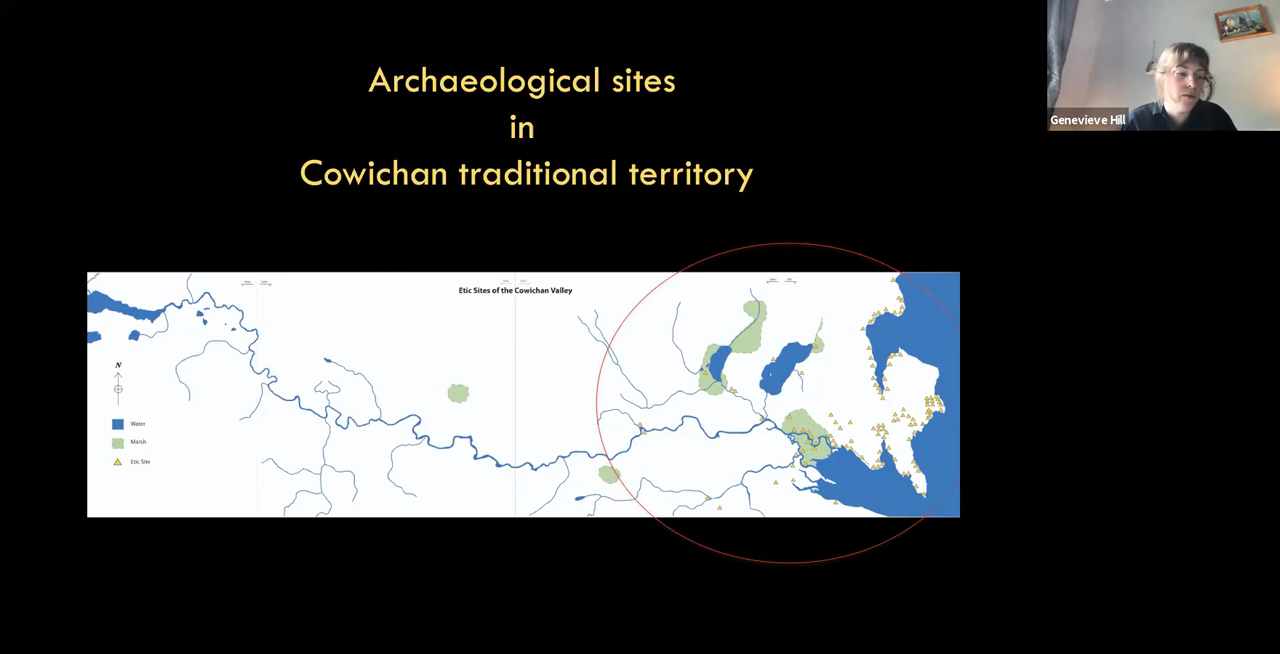 Archaeological sites
in
Cowichan traditional territory
Genevieve Hill
Etic Sites of the Cowichan Valley
N
Water
Marsh
Etic Site